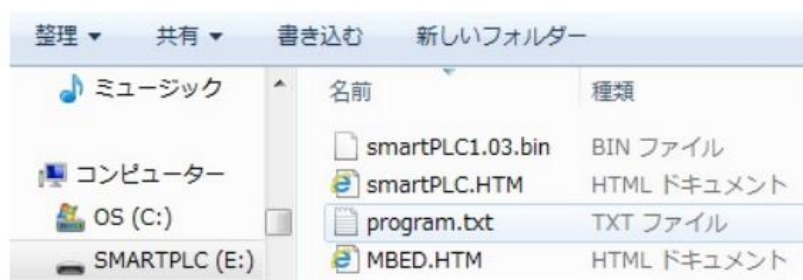 整理 ▼ 共有 ▼ 書き込む 新しいフォルダー
ミュージック
コンピューター
OS (C:)
SMARTPLC (E:)
名前 種類
smartPLC1.03.bin BIN ファイル
smartPLC.HTM HTML ドキュメント
program.txt TXT ファイル
MBED.HTM HTML ドキュメント